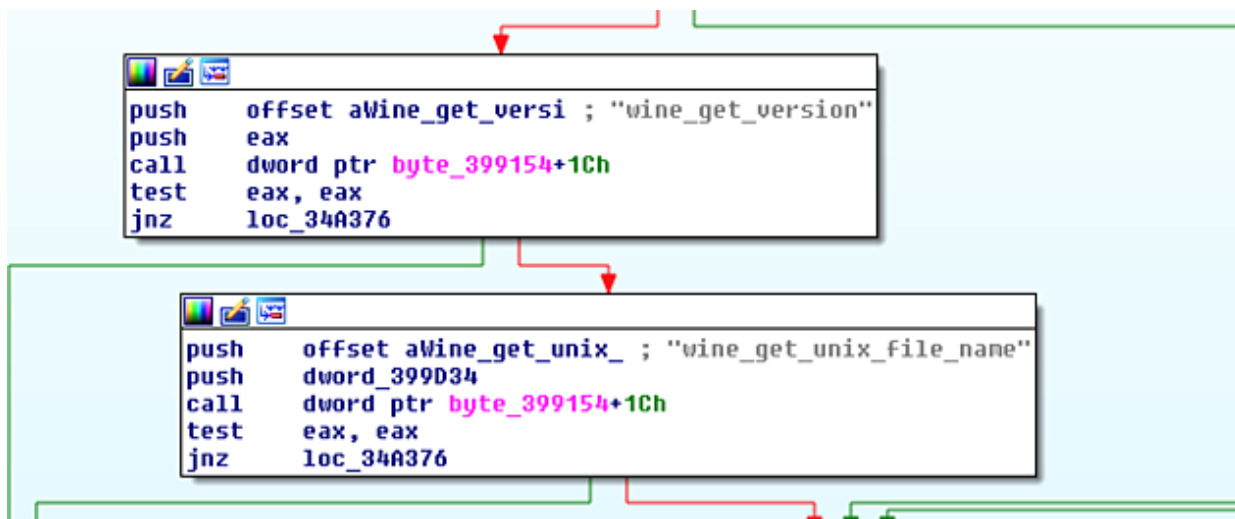 push offset aWine_get_versi ; "wine_get_version"
push eax
call dword ptr byte_399154+1Ch
test eax, eax
jnz loc_34A376
push offset aWine_get_unix_ ; "wine_get_unix_file_name"
push dword_399D34
call dword ptr byte_399154+1Ch
test eax, eax
jnz loc_34A376